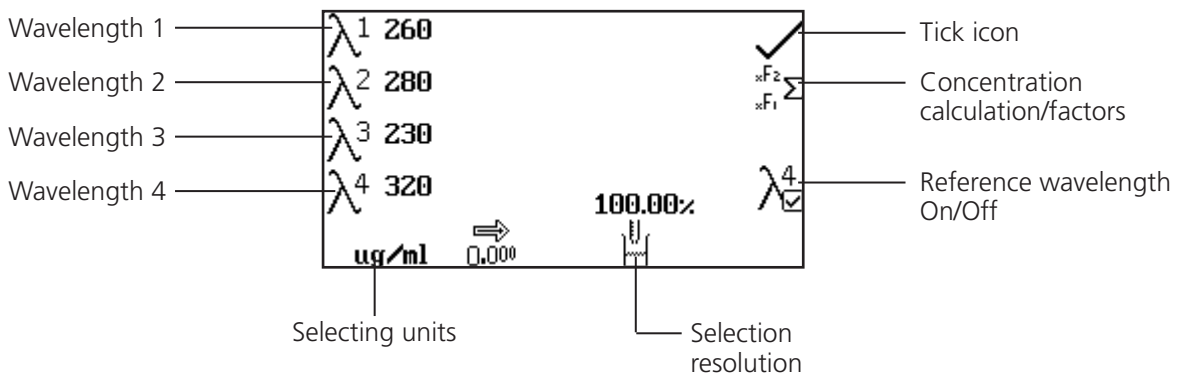 Wavelength 1
λ1 260
Tick icon
Wavelength 2
λ2 280
xF2
xF1 Σ
Concentration
calculation/factors
Wavelength 3
λ3 230
Wavelength 4
λ4 320
100.00%
λ4
Reference wavelength
On/Off
ug/ml
0.000
Selecting units
Selection
resolution